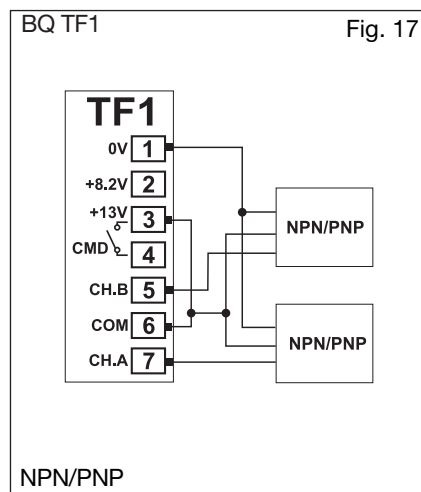 BQ TF1 Fig. 17
TF1
0V 1
+8.2V 2
+13V 3
CMD 4
CH.B 5
COM 6
CH.A 7
NPN/PNP
NPN/PNP
NPN/PNP